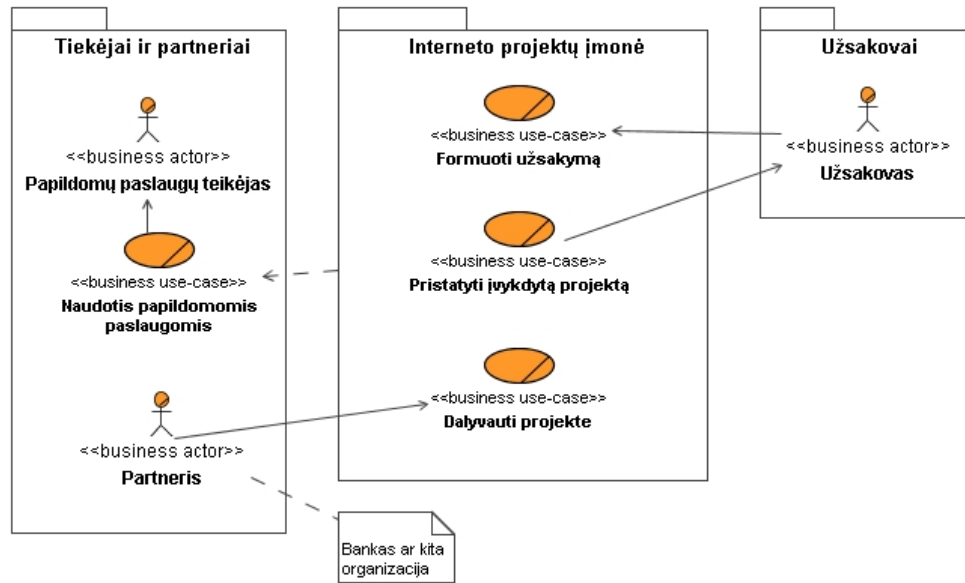 Tiekėjai ir partneriai
<<business actor>>
Papildomų paslaugų teikėjas
<<business use-case>>
Naudotis papildomomis
paslaugomis
<<business actor>>
Partneris
Interneto projektų įmonė
<<business use-case>>
Formuoti užsakymą
<<business use-case>>
Pristatyti įvykdytą projektą
<<business use-case>>
Dalyvauti projekte
Užsakovai
<<business actor>>
Užsakovas
Bankas ar kita
organizacija